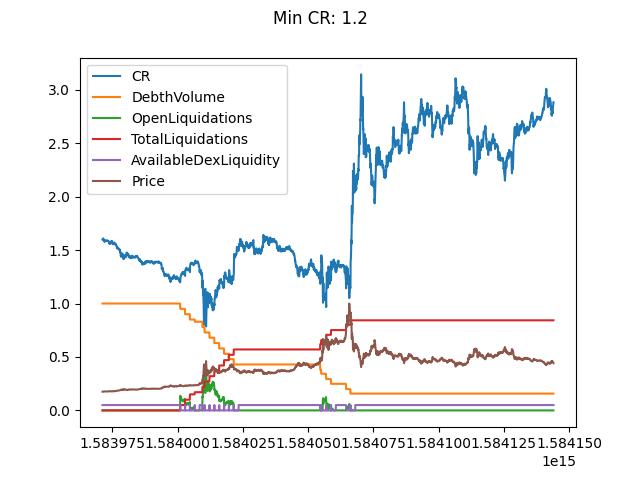 Min CR: 1.2
CR
DebthVolume
OpenLiquidations
TotalLiquidations
AvailableDexLiquidity
Price
3.0
2.5
2.0
1.5
1.0
0.5
0.0
1.583975 1.584000 1.584025 1.584050 1.584075 1.584100 1.584125 1.584150
1e15